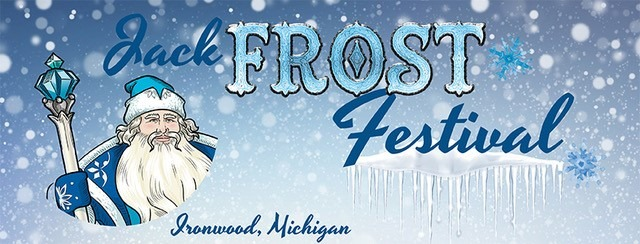 Jack FROST
Festival
Ironwood, Michigan